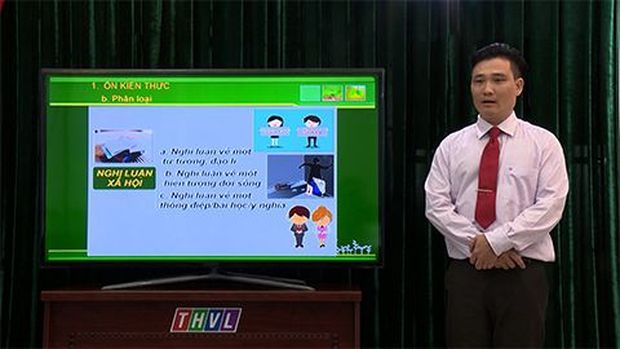 1. ÔN KIẾN THỨC
b. Phân loại
a. Nghị luận về một
tư tưởng, đạo lí
NGHỊ LUẬN
XÃ HỘI
b. Nghị luận về một
hiện tượng đời sống
c. Nghị luận về một
thông điệp/bài học/ý nghĩa
THVL